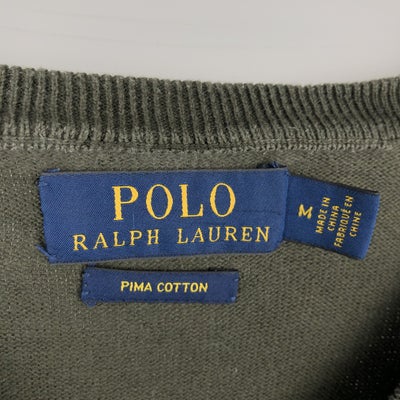 POLO
RALPH LAUREN
PIMA COTTON
M
MADE IN
CHINA
FABRIQUÉ EN
CHINE